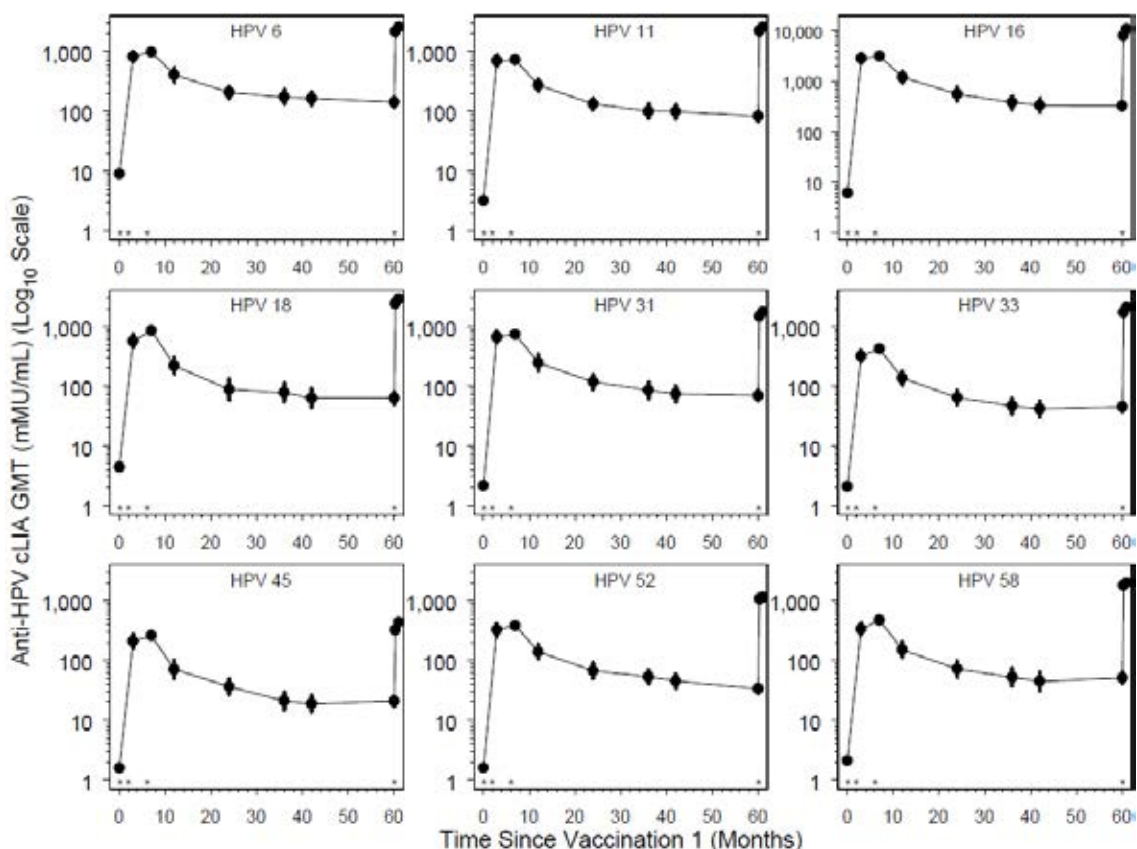 Anti-HPV cLIA GMT (mMU/mL) (Log10 Scale)
HPV 6
1,000
100
10
1
0 10 20 30 40 50 60
HPV 11
1,000
100
10
1
0 10 20 30 40 50 60
HPV 16
10,000
1,000
100
10
1
0 10 20 30 40 50 60
HPV 18
1,000
100
10
1
0 10 20 30 40 50 60
HPV 31
1,000
100
10
1
0 10 20 30 40 50 60
HPV 33
1,000
100
10
1
0 10 20 30 40 50 60
HPV 45
1,000
100
10
1
0 10 20 30 40 50 60
HPV 52
1,000
100
10
1
0 10 20 30 40 50 60
HPV 58
1,000
100
10
1
0 10 20 30 40 50 60
Time Since Vaccination 1 (Months)